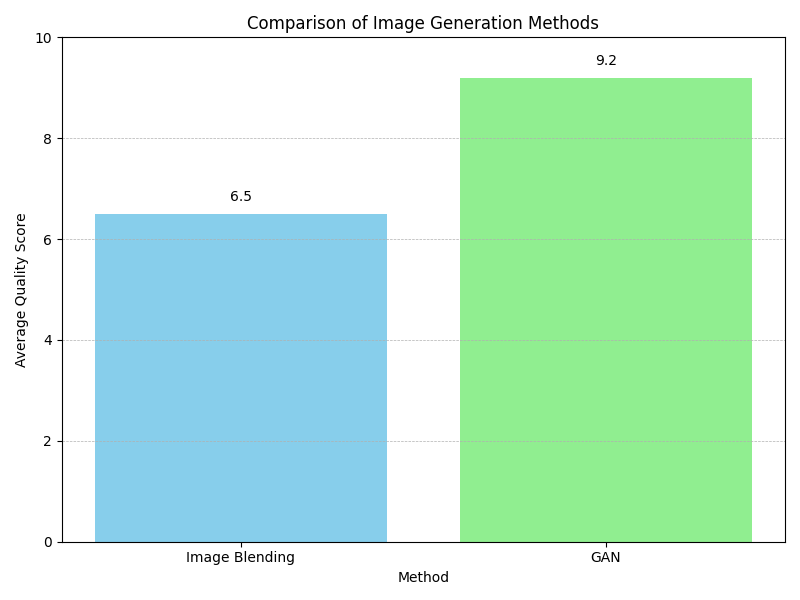 Comparison of Image Generation Methods
10
8
6
4
2
0
Average Quality Score
6.5
9.2
Image Blending
GAN
Method